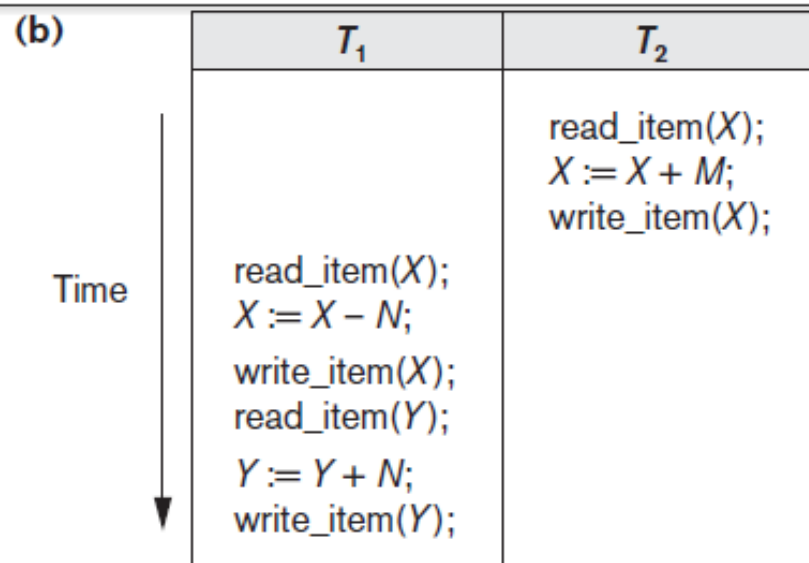 (b)
T₁ T₂
read_item(X);
X := X + M;
write_item(X);
Time
read_item(X);
X := X – N;
write_item(X);
read_item(Y);
Y := Y + N;
write_item(Y);